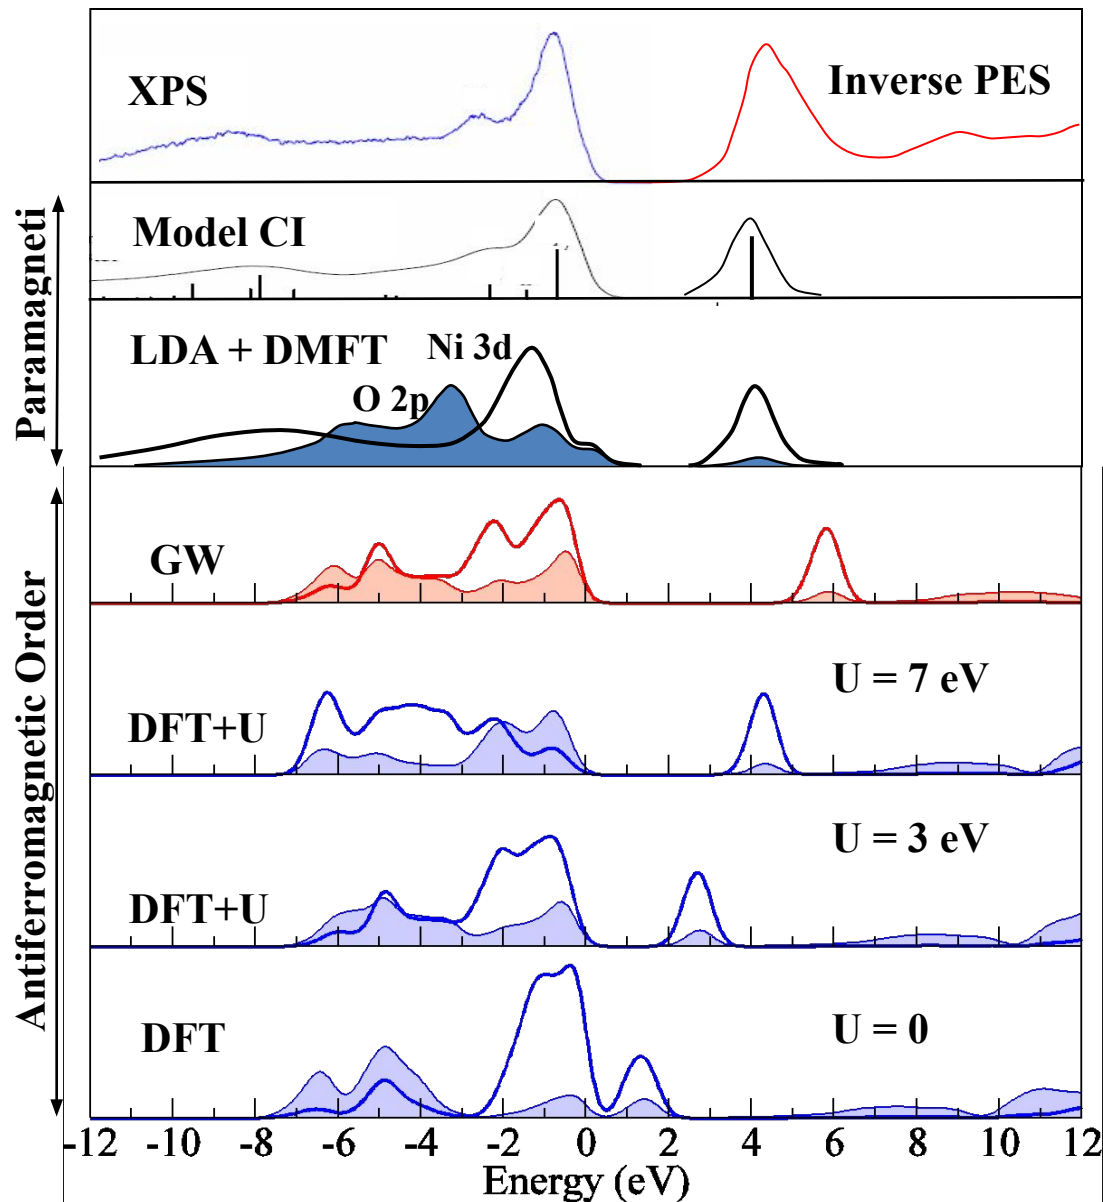 XPS
Inverse PES
Paramagneti
Model CI
LDA + DMFT
Ni 3d
O 2p
Antiferromagnetic Order
GW
U = 7 eV
DFT+U
U = 3 eV
DFT+U
U = 0
DFT
-12 -10 -8 -6 -4 -2 0 2 4 6 8 10 12
Energy (eV)